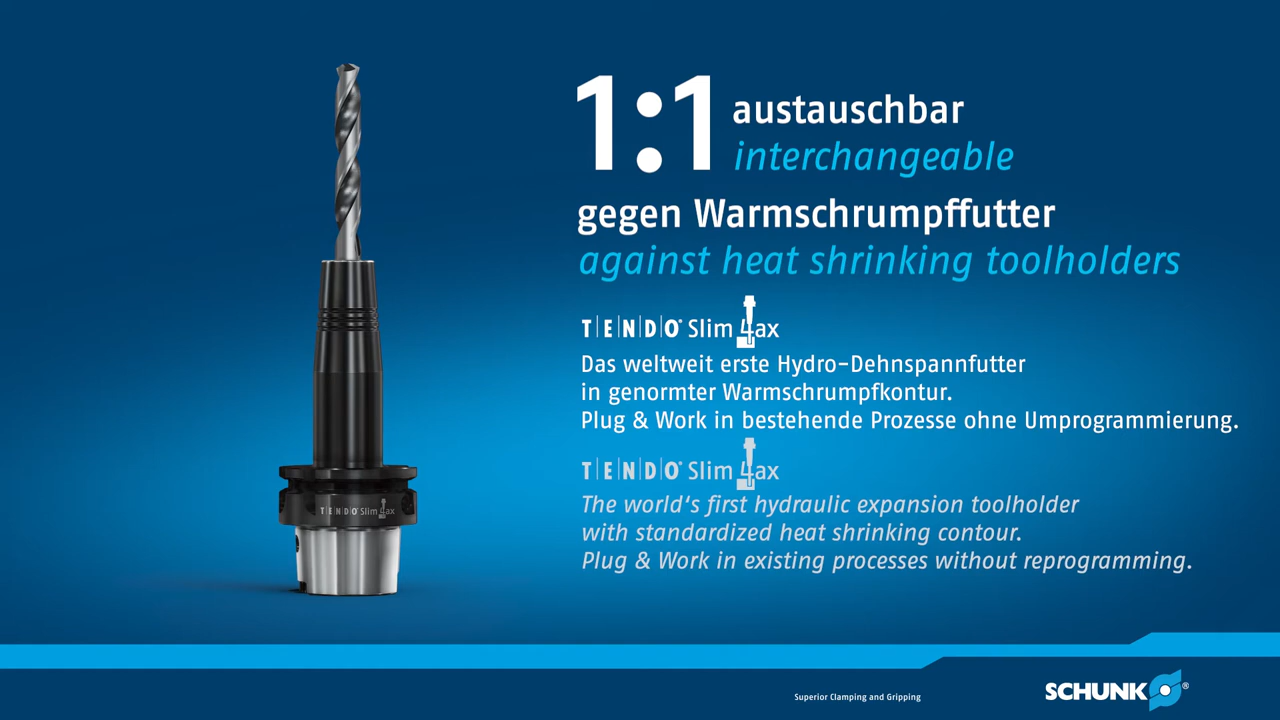 1:1 austauschbar
interchangeable
gegen Warmschrumpffutter
against heat shrinking toolholders
TENDO® Slim 4ax
Das weltweit erste Hydro-Dehnspannfutter
in genormter Warmschrumpfkontur.
Plug & Work in bestehende Prozesse ohne Umprogrammierung.
TENDO® Slim 4ax
The world's first hydraulic expansion toolholder
with standardized heat shrinking contour.
Plug & Work in existing processes without reprogramming.
TENDO® Slim 4ax
Superior Clamping and Gripping
SCHUNK®